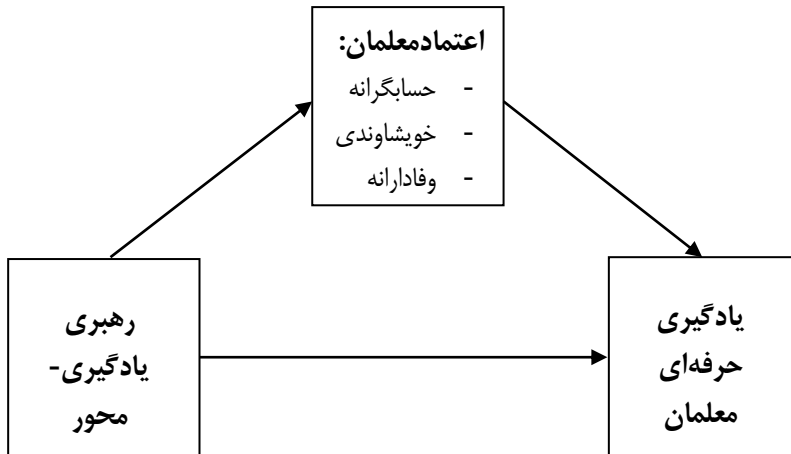 اعتمادمعلمان:
- حسابگرانه
- خویشاوندی
- وفادارانه
یادگیری
حرفه‌ای
معلمان
رهبری
یادگیری-
محور